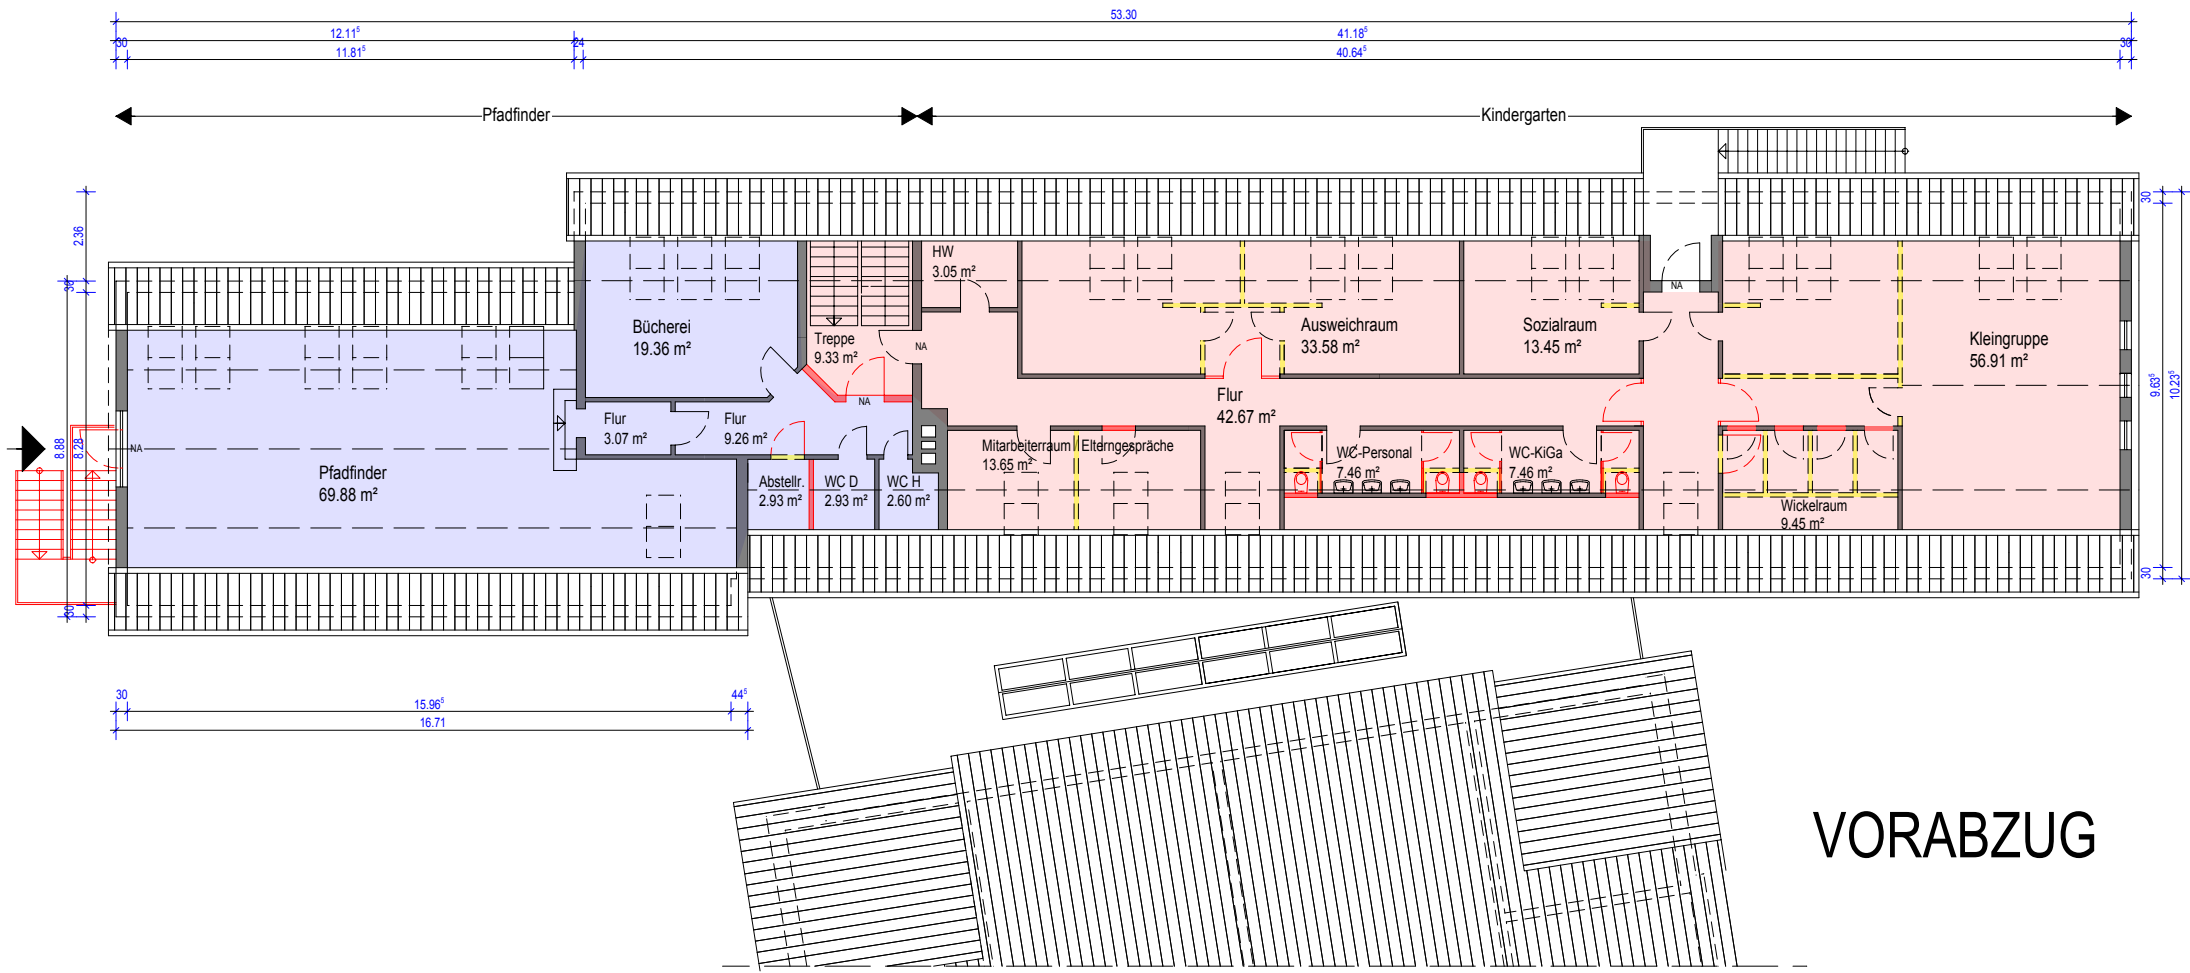 53.30
12.11⁵
41.18⁵
30
11.81⁵
24
40.64⁵
30
Pfadfinder
Kindergarten
2.36
30
8.88
8.28
30
30
9.63⁵
10.23⁵
30
HW
3.05 m²
Bücherei
19.36 m²
Treppe
9.33 m²
NA
NA
Ausweichraum
33.58 m²
Sozialraum
13.45 m²
NA
Kleingruppe
56.91 m²
Flur
3.07 m²
Flur
9.26 m²
Flur
42.67 m²
NA
Pfadfinder
69.88 m²
Abstellr.
2.93 m²
WC D
2.93 m²
WC H
2.60 m²
Mitarbeiterraum / Elterngespräche
13.65 m²
WC-Personal
7.46 m²
WC-KiGa
7.46 m²
Wickelraum
9.45 m²
30
15.96⁵
44⁵
16.71
VORABZUG